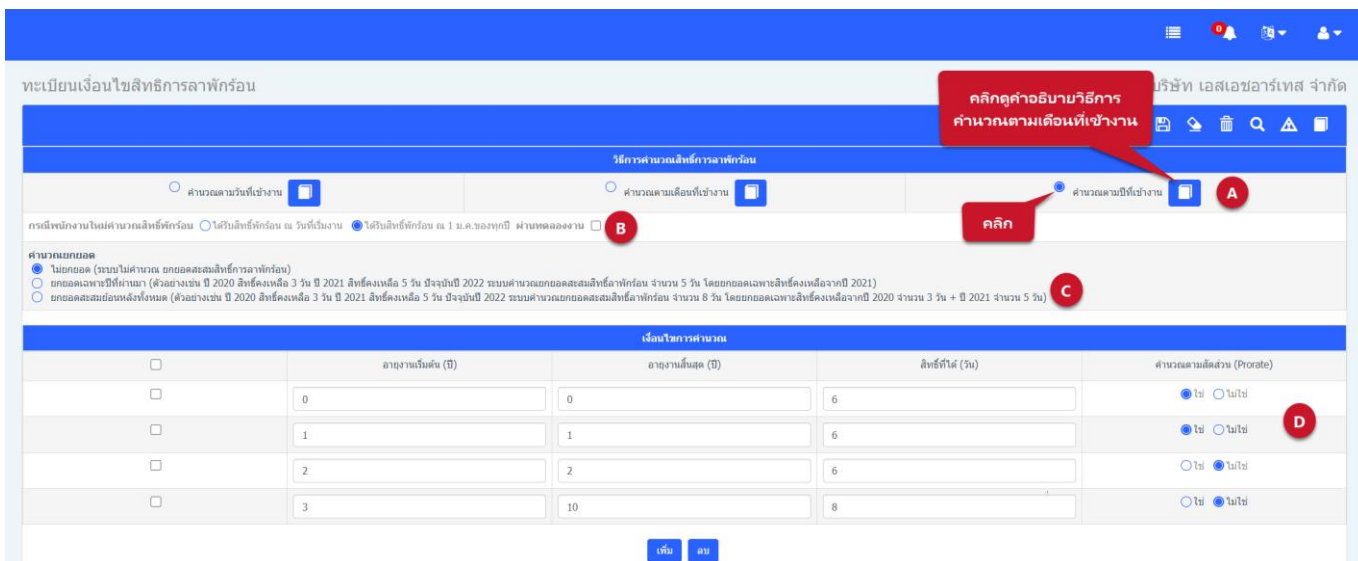 0
ทะเบียนเงื่อนไขสิทธิการลาพักร้อน
บริษัท เอสเอชอาร์เทส จำกัด
คลิกดูคำอธิบายวิธีการ
คำนวณตามเดือนที่เข้างาน
วิธีการคำนวณสิทธิ์การลาพักร้อน
คำนวณตามวันที่เข้างาน
คำนวณตามเดือนที่เข้างาน
คำนวณตามปีที่เข้างาน
A
คลิก
กรณีพนักงานใหม่คำนวณสิทธิ์พักร้อน ได้รับสิทธิ์พักร้อน ณ วันที่เริ่มงาน ได้รับสิทธิ์พักร้อน ณ 1 ม.ค.ของทุกปี ผ่านทดลองงาน
B
คำนวณยกยอด
ไม่ยกยอด (ระบบไม่คำนวณ ยกยอดสะสมสิทธิ์การลาพักร้อน)
ยกยอดเฉพาะปีที่ผ่านมา (ตัวอย่างเช่น ปี 2020 สิทธิ์คงเหลือ 3 วัน ปี 2021 สิทธิ์คงเหลือ 5 วัน ปัจจุบันปี 2022 ระบบคำนวณยกยอดสะสมสิทธิ์ลาพักร้อน จำนวน 5 วัน โดยยกยอดเฉพาะสิทธิ์คงเหลือจากปี 2021)
ยกยอดสะสมย้อนหลังทั้งหมด (ตัวอย่างเช่น ปี 2020 สิทธิ์คงเหลือ 3 วัน ปี 2021 สิทธิ์คงเหลือ 5 วัน ปัจจุบันปี 2022 ระบบคำนวณยกยอดสะสมสิทธิ์ลาพักร้อน จำนวน 8 วัน โดยยกยอดเฉพาะสิทธิ์คงเหลือจากปี 2020 จำนวน 3 วัน + ปี 2021 จำนวน 5 วัน)
C
เงื่อนไขการคำนวณ
อายุงานเริ่มต้น (ปี) อายุงานสิ้นสุด (ปี) สิทธิ์ที่ได้ (วัน) คำนวณตามสัดส่วน (Prorate)
0 0 6 ใช่ ไม่ใช่
1 1 6 ใช่ ไม่ใช่
D
2 2 6 ใช่ ไม่ใช่
3 10 8 ใช่ ไม่ใช่
เพิ่ม ลบ